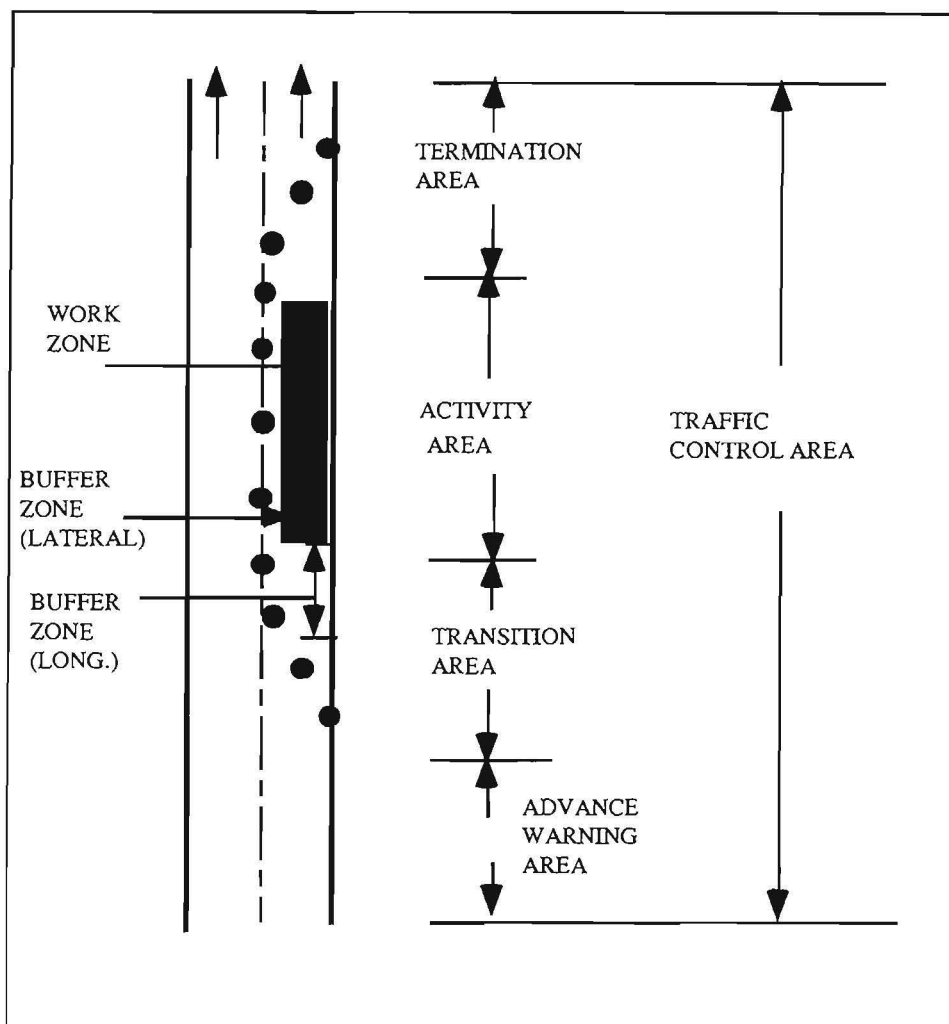 TERMINATION
AREA
WORK
ZONE
ACTIVITY
AREA
TRAFFIC
CONTROL AREA
BUFFER
ZONE
(LATERAL)
BUFFER
ZONE
(LONG.)
TRANSITION
AREA
ADVANCE
WARNING
AREA